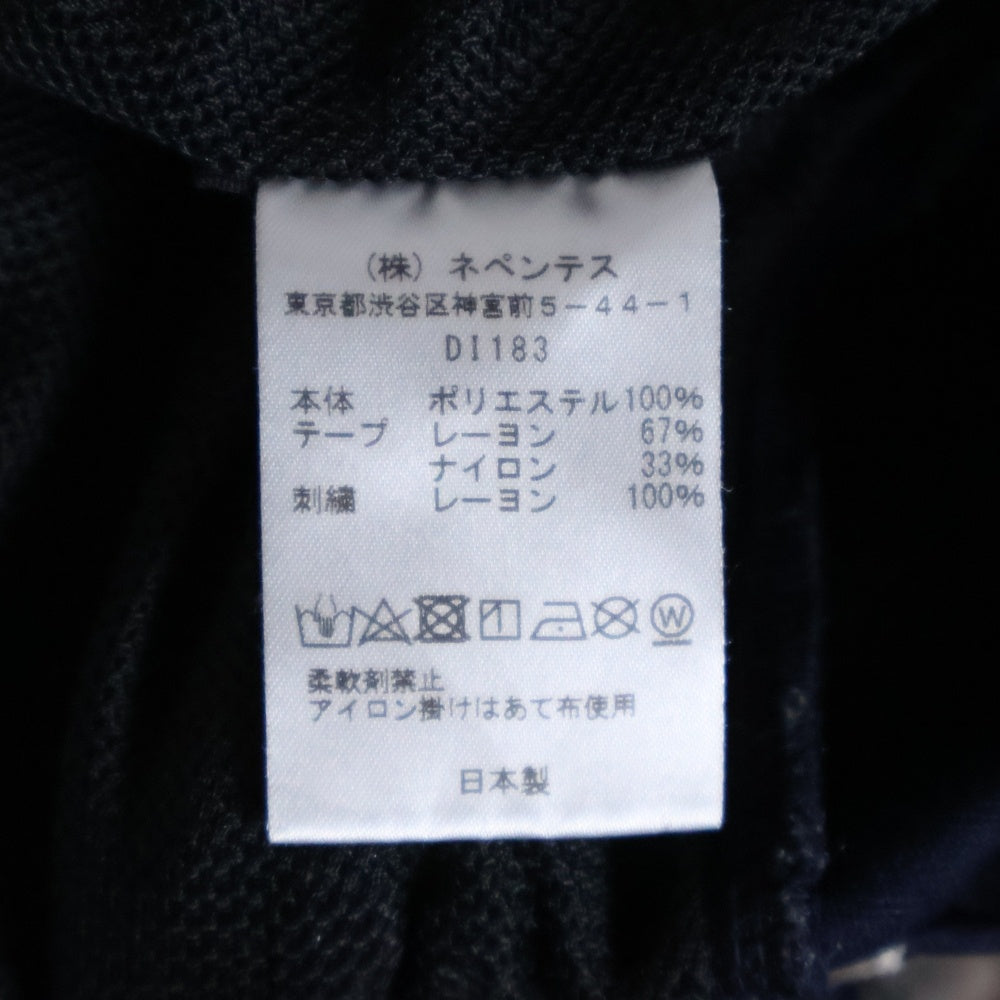 （株）ネペンテス
東京都渋谷区神宮前５－４４－１
DI183
本体　ポリエステル100%
テープ　レーヨン　67%
ナイロン　33%
刺繍　レーヨン　100%
W
柔軟剤禁止
アイロン掛けはあて布使用
日本製